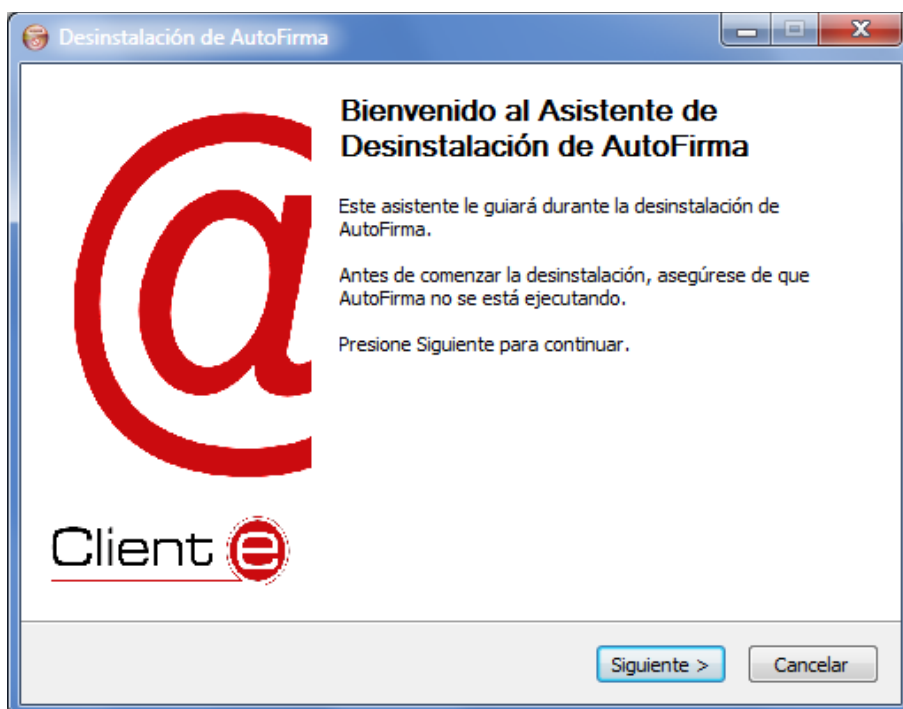 Desinstalación de AutoFirma
Bienvenido al Asistente de
Desinstalación de AutoFirma
Este asistente le guiará durante la desinstalación de
AutoFirma.
Antes de comenzar la desinstalación, asegúrese de que
AutoFirma no se está ejecutando.
Presione Siguiente para continuar.
@
Client e
Siguiente >
Cancelar